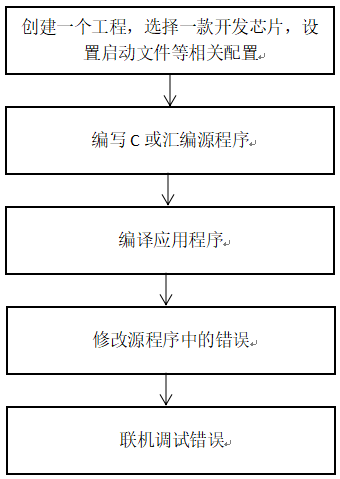 创建一个工程，选择一款开发芯片，设
置启动文件等相关配置
编写 C 或汇编源程序
编译应用程序
修改源程序中的错误
联机调试错误